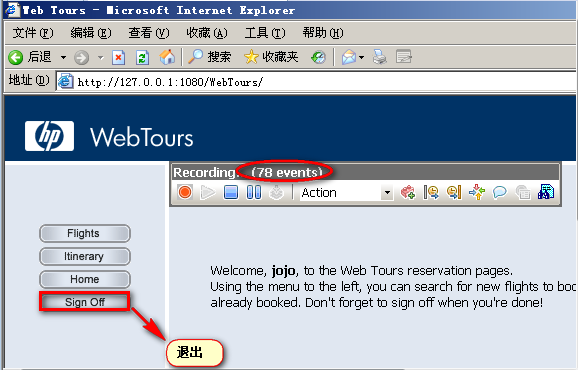 Web Tours - Microsoft Internet Explorer
文件(F) 编辑(E) 查看(V) 收藏(A) 工具(T) 帮助(H)
后退 搜索 收藏夹
地址(D) http://127.0.0.1:1080/WebTours/
hp WebTours
Recording. (78 events)
Action
Flights
Itinerary
Home
Sign Off
Welcome, jojo, to the Web Tours reservation pages.
Using the menu to the left, you can search for new flights to boo
already booked. Don't forget to sign off when you're done!
退出